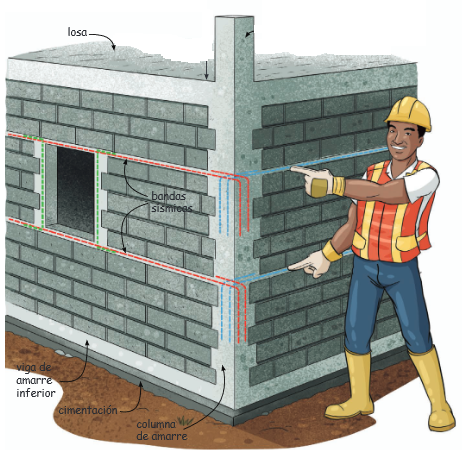 losa
bandas
sísmicas
viga de
amarre
inferior
cimentación
columna
de amarre